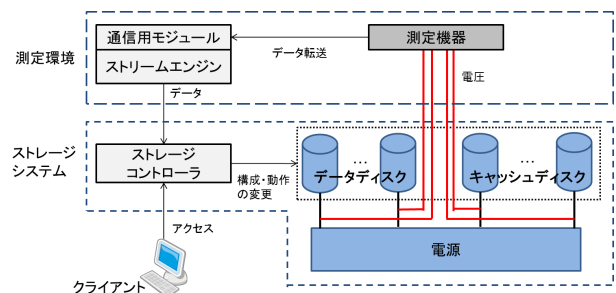 通信用モジュール
ストリームエンジン
測定機器
測定環境
データ転送
電圧
データ
ストレージ
システム
ストレージ
コントローラ
構成・動作
の変更
…
データディスク
…
キャッシュディスク
アクセス
電源
クライアント